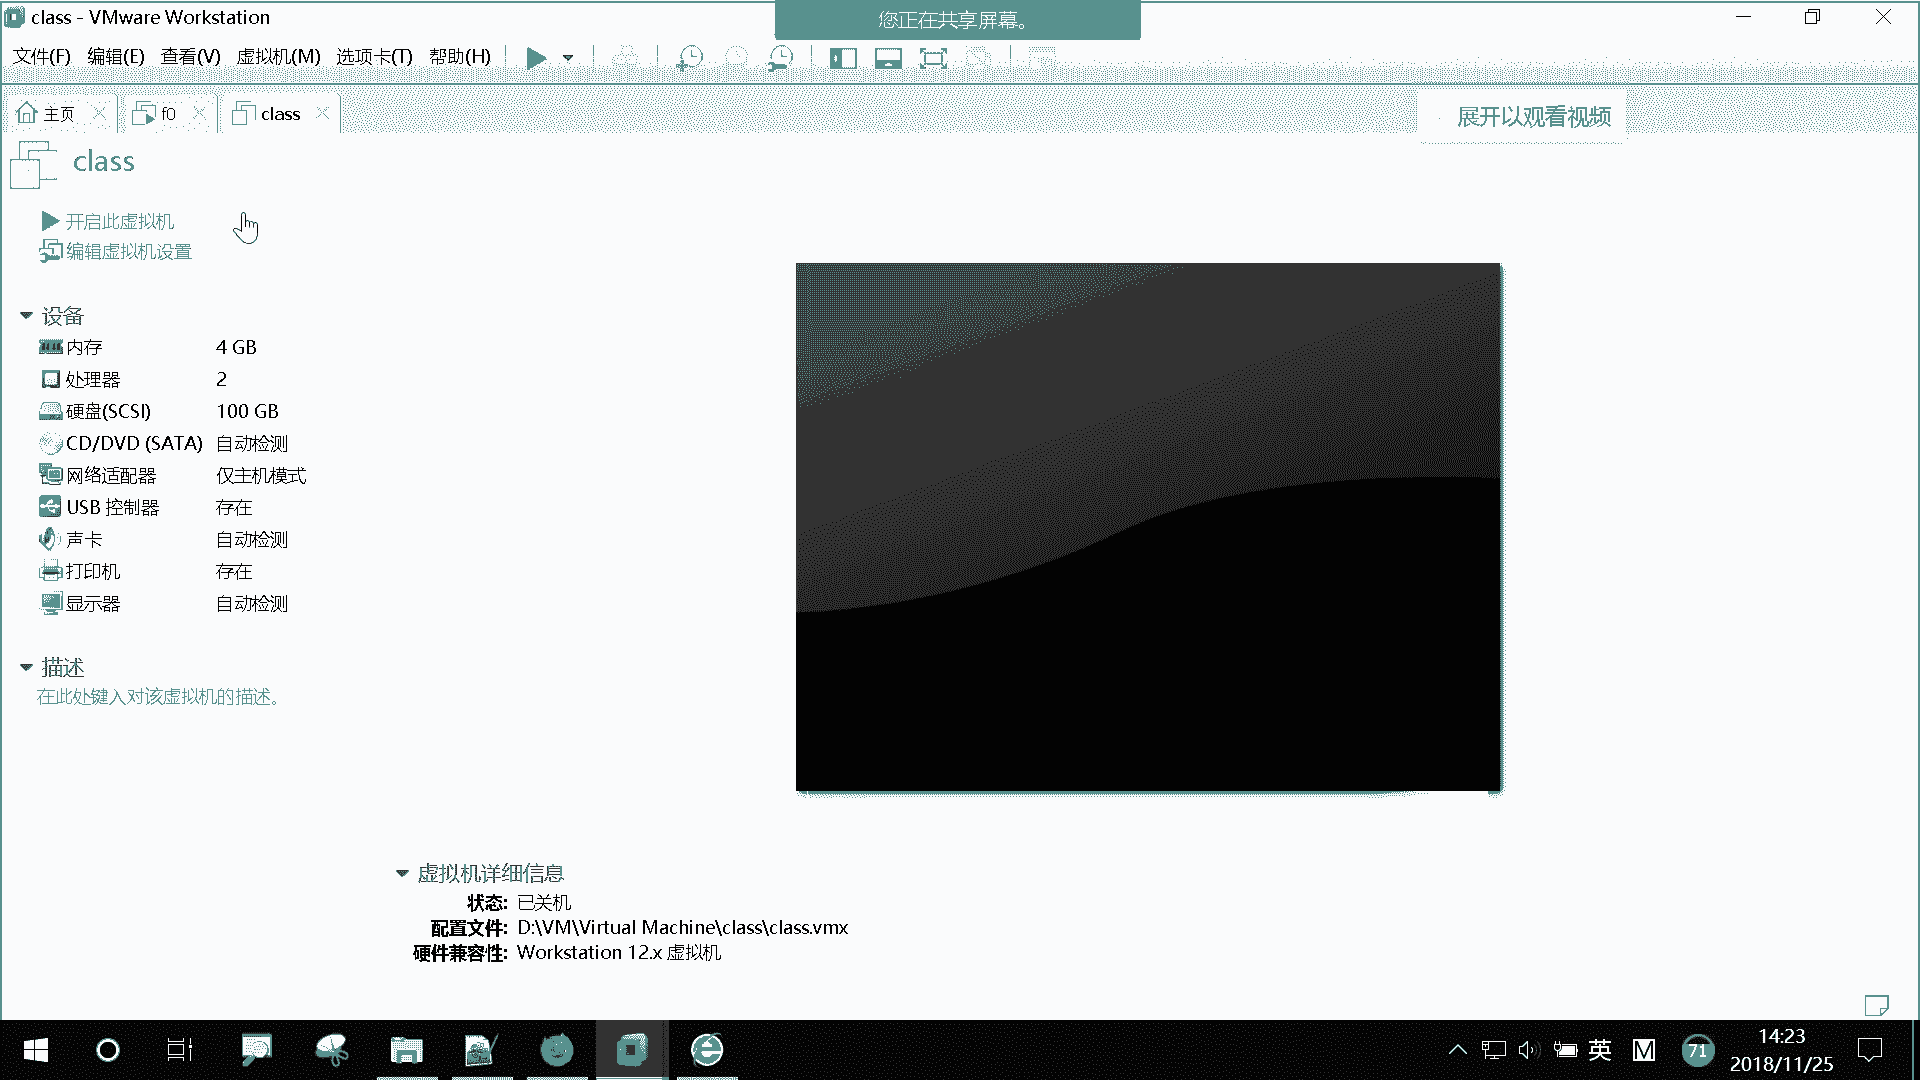 class - VMware Workstation
您正在共享屏幕。
文件(F) 编辑(E) 查看(V) 虚拟机(M) 选项卡(T) 帮助(H)
主页 f0 class
展开以观看视频
class
开启此虚拟机
编辑虚拟机设置
设备
内存 4 GB
处理器 2
硬盘(SCSI) 100 GB
CD/DVD (SATA) 自动检测
网络适配器 仅主机模式
USB 控制器 存在
声卡 自动检测
打印机 存在
显示器 自动检测
描述
在此处键入对该虚拟机的描述。
虚拟机详细信息
状态: 已关机
配置文件: D:\VM\Virtual Machine\class\class.vmx
硬件兼容性: Workstation 12.x 虚拟机
英 M 71 14:23
2018/11/25